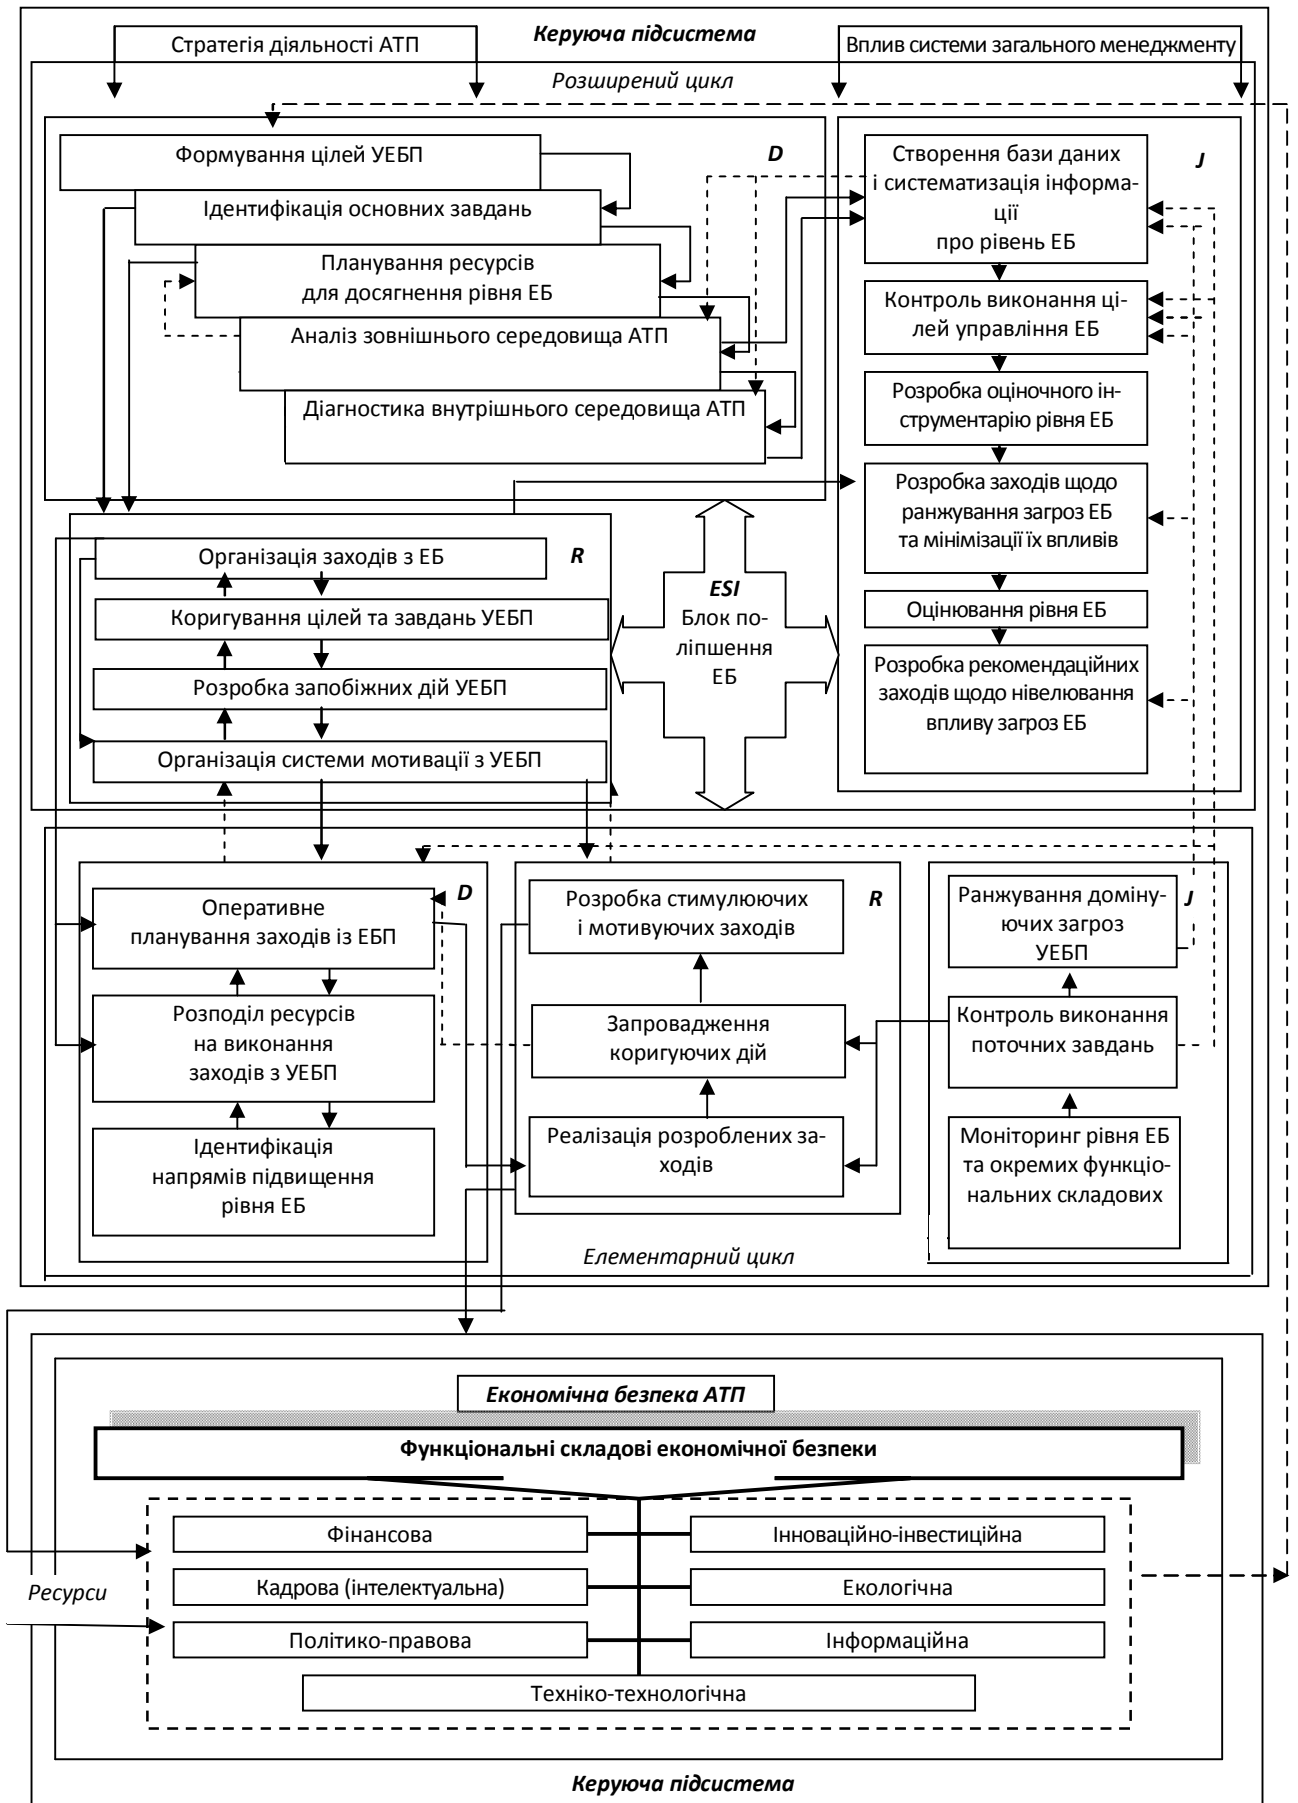 Керуюча підсистема
Стратегія діяльності АТП
Вплив системи загального менеджменту
Розширений цикл
D
Формування цілей УЕБП
Ідентифікація основних завдань
Планування ресурсів
для досягнення рівня ЕБ
Аналіз зовнішнього середовища АТП
Діагностика внутрішнього середовища АТП
J
Створення бази даних
і систематизація інформа-
ції
про рівень ЕБ
Контроль виконання ці-
лей управління ЕБ
Розробка оціночного ін-
струментарію рівня ЕБ
Розробка заходів щодо
ранжування загроз ЕБ
та мінімізації їх впливів
Оцінювання рівня ЕБ
Розробка рекомендаційних
заходів щодо нівелювання
впливу загроз ЕБ
R
Організація заходів з ЕБ
Коригування цілей та завдань УЕБП
Розробка запобіжних дій УЕБП
Організація системи мотивації з УЕБП
ESI
Блок по-
ліпшення
ЕБ
D
Оперативне
планування заходів із ЕБП
Розподіл ресурсів
на виконання
заходів з УЕБП
Ідентифікація
напрямів підвищення
рівня ЕБ
R
Розробка стимулюючих
і мотивуючих заходів
Запровадження
коригуючих дій
Реалізація розроблених за-
ходів
J
Ранжування доміну-
ючих загроз
УЕБП
Контроль виконання
поточних завдань
Моніторинг рівня ЕБ
та окремих функціо-
нальних складових
Елементарний цикл
Економічна безпека АТП
Функціональні складові економічної безпеки
Фінансова
Інноваційно-інвестиційна
Ресурси
Кадрова (інтелектуальна)
Екологічна
Політико-правова
Інформаційна
Техніко-технологічна
Керуюча підсистема